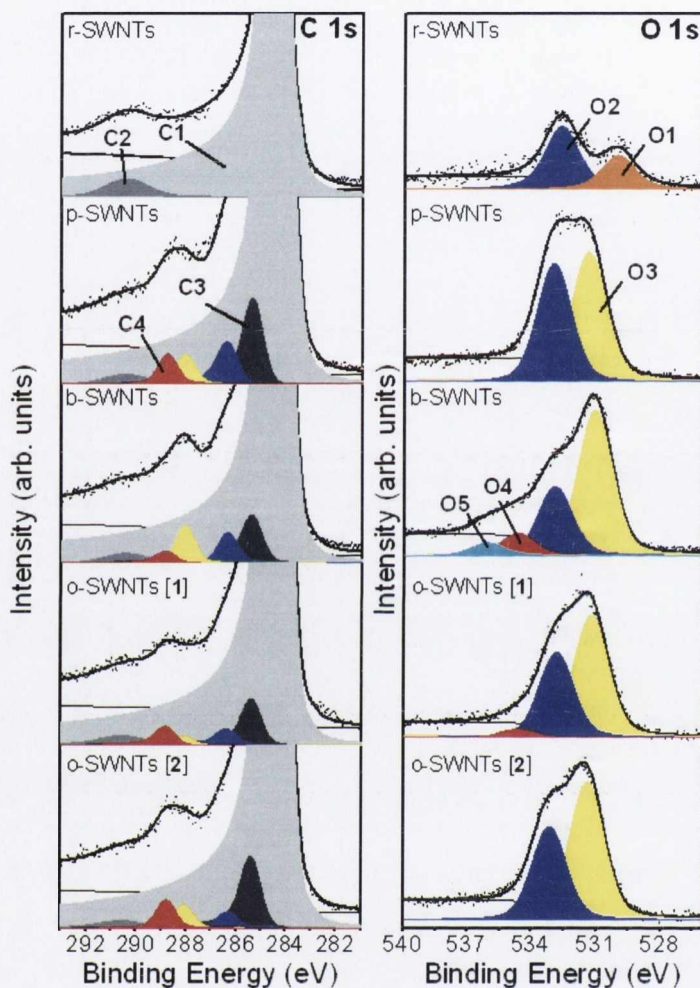 r-SWNTs
C 1s
C2
C1
p-SWNTs
C3
C4
b-SWNTs
o-SWNTs [1]
o-SWNTs [2]
292 290 288 286 284 282
Binding Energy (eV)
Intensity (arb. units)
r-SWNTs
O 1s
O2
O1
p-SWNTs
O3
b-SWNTs
O5
O4
o-SWNTs [1]
o-SWNTs [2]
540 537 534 531 528
Binding Energy (eV)
Intensity (arb. units)